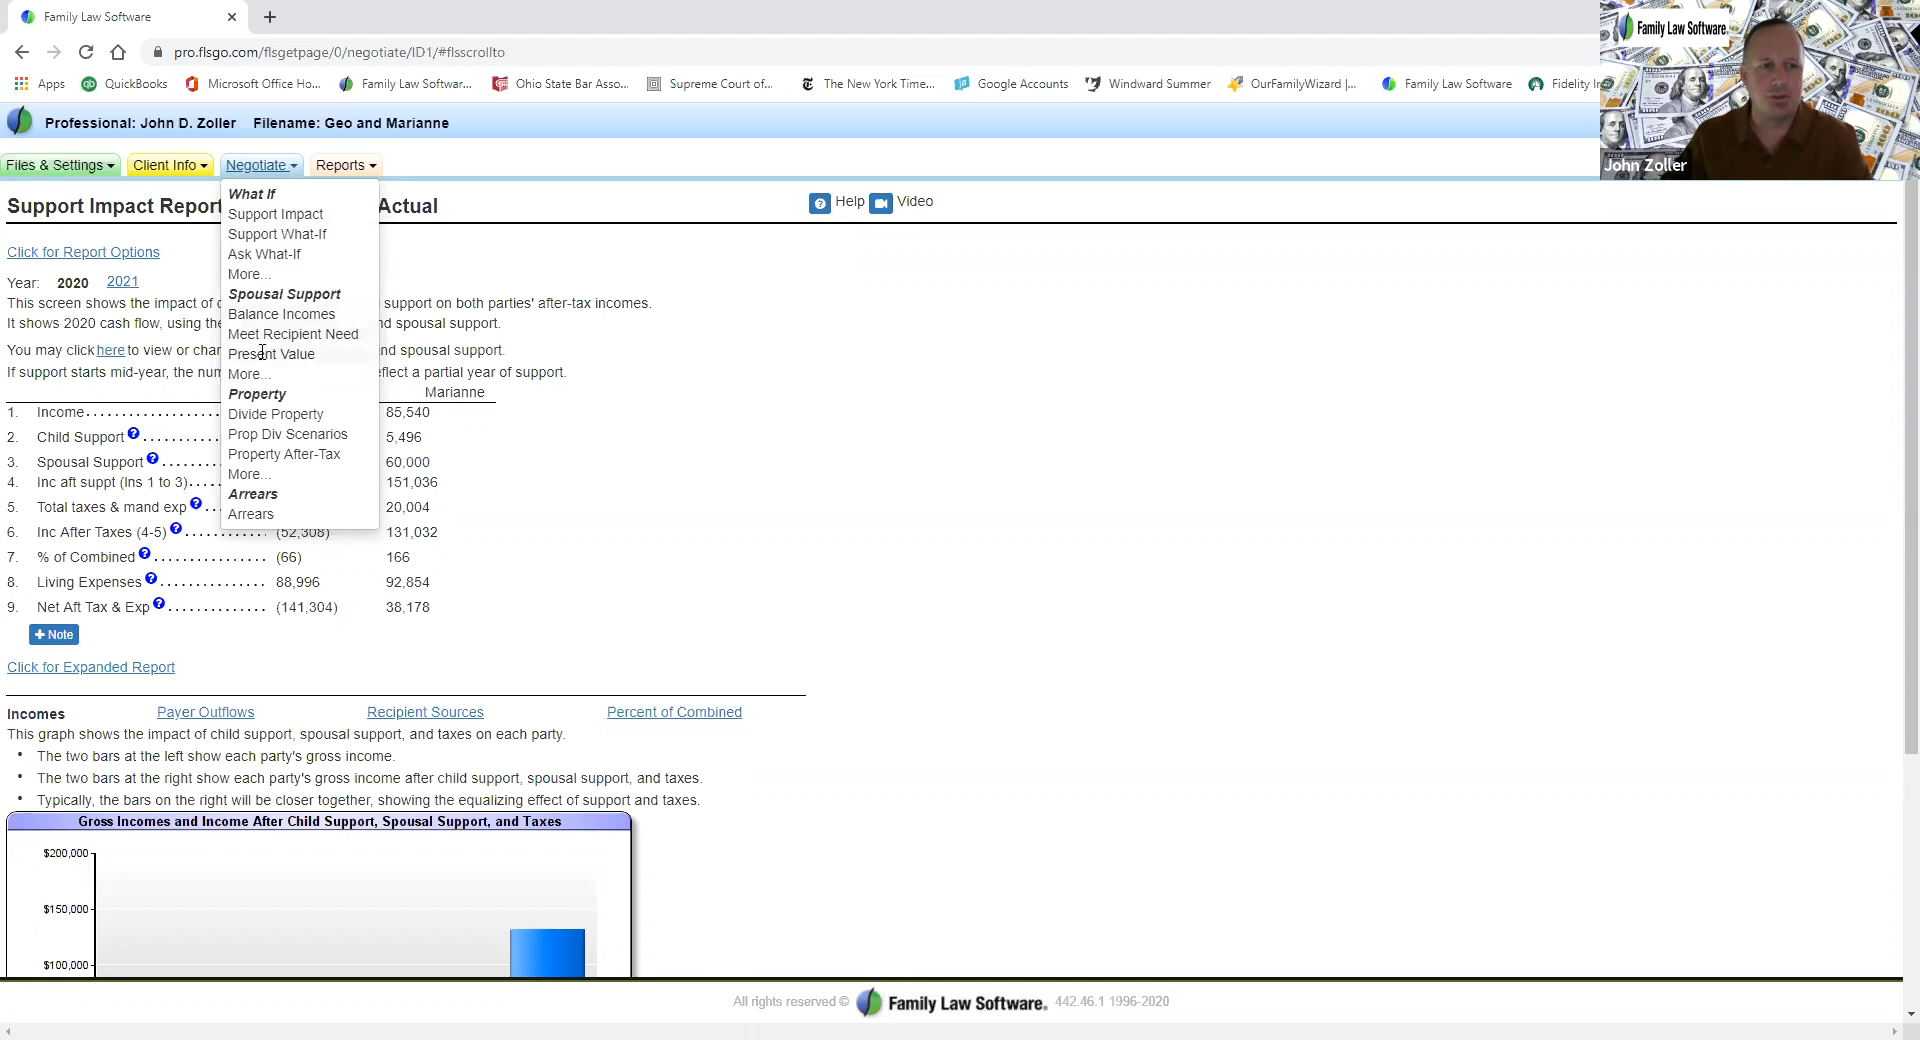 Family Law Software
pro.flsgo.com/flsgetpage/0/negotiate/ID1/#flsscrollto
Apps QuickBooks Microsoft Office Ho... Family Law Softwar... Ohio State Bar Asso... Supreme Court of... The New York Time... Google Accounts Windward Summer OurFamilyWizard |... Family Law Software Fidelity In
Family Law Software.
John Zoller
Professional: John D. Zoller Filename: Geo and Marianne
Files & Settings Client Info Negotiate Reports
What If
Support Impact
Support What-If
Ask What-If
More...
Spousal Support
Balance Incomes
Meet Recipient Need
Present Value
More...
Property
Divide Property
Prop Div Scenarios
Property After-Tax
More...
Arrears
Arrears
Support Impact Report Actual
Help Video
Click for Report Options
Year: 2020 2021
This screen shows the impact of support on both parties' after-tax incomes.
It shows 2020 cash flow, using the nd spousal support.
You may click here to view or chan nd spousal support.
If support starts mid-year, the num flect a partial year of support.
Marianne
1. Income 85,540
2. Child Support 5,496
3. Spousal Support 60,000
4. Inc aft suppt (lns 1 to 3) 151,036
5. Total taxes & mand exp 20,004
6. Inc After Taxes (4-5) (52,308) 131,032
7. % of Combined (66) 166
8. Living Expenses 88,996 92,854
9. Net Aft Tax & Exp (141,304) 38,178
+ Note
Click for Expanded Report
Incomes Payer Outflows Recipient Sources Percent of Combined
This graph shows the impact of child support, spousal support, and taxes on each party.
• The two bars at the left show each party's gross income.
• The two bars at the right show each party's gross income after child support, spousal support, and taxes.
• Typically, the bars on the right will be closer together, showing the equalizing effect of support and taxes.
Gross Incomes and Income After Child Support, Spousal Support, and Taxes
$200,000
$150,000
$100,000
All rights reserved © Family Law Software. 442.46.1 1996-2020